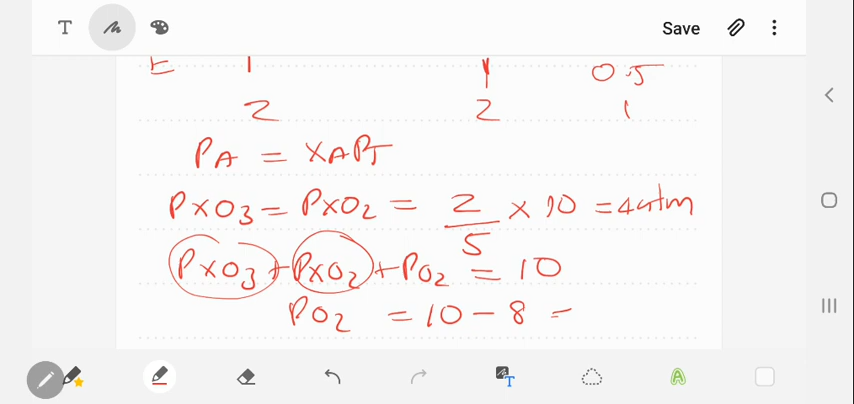 T Save
E 1 1 0.5
2 2 1
PA = XAPT
PXO3 = PXO2 = 2/5 × 10 = 4atm
PXO3 + PXO2 + PO2 = 10
PO2 = 10 - 8 =
T A